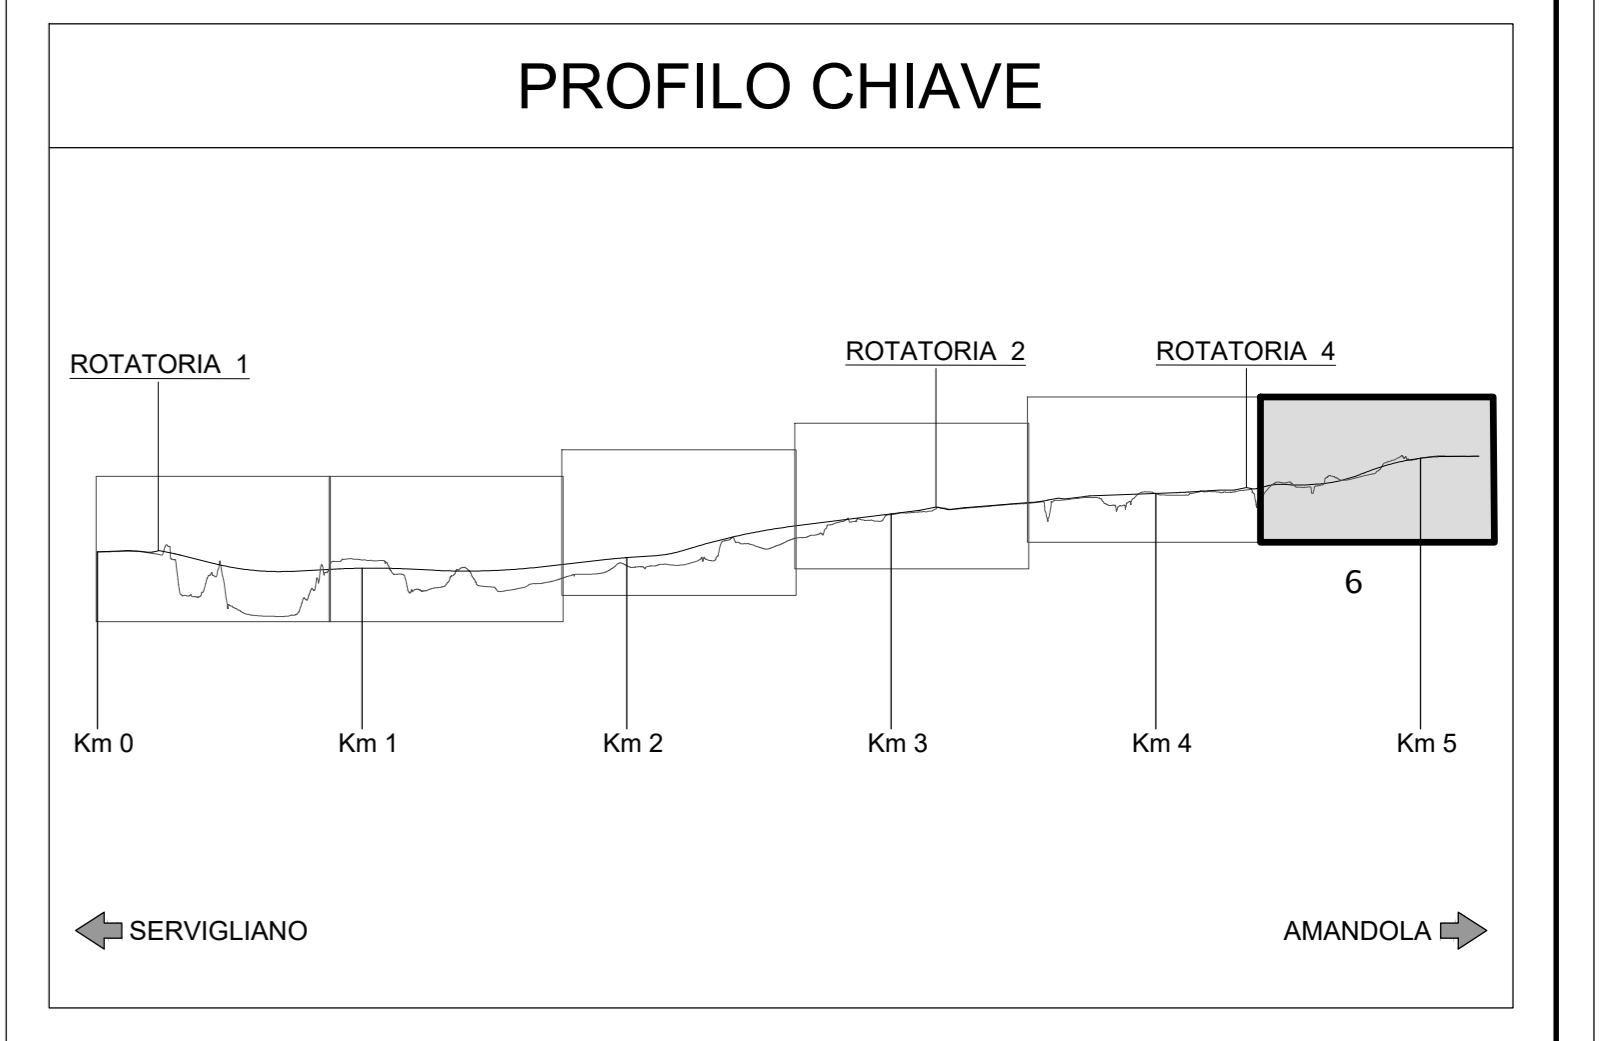 PROFILO CHIAVE
ROTATORIA 1
ROTATORIA 2
ROTATORIA 4
6
Km 0
Km 1
Km 2
Km 3
Km 4
Km 5
SERVIGLIANO
AMANDOLA